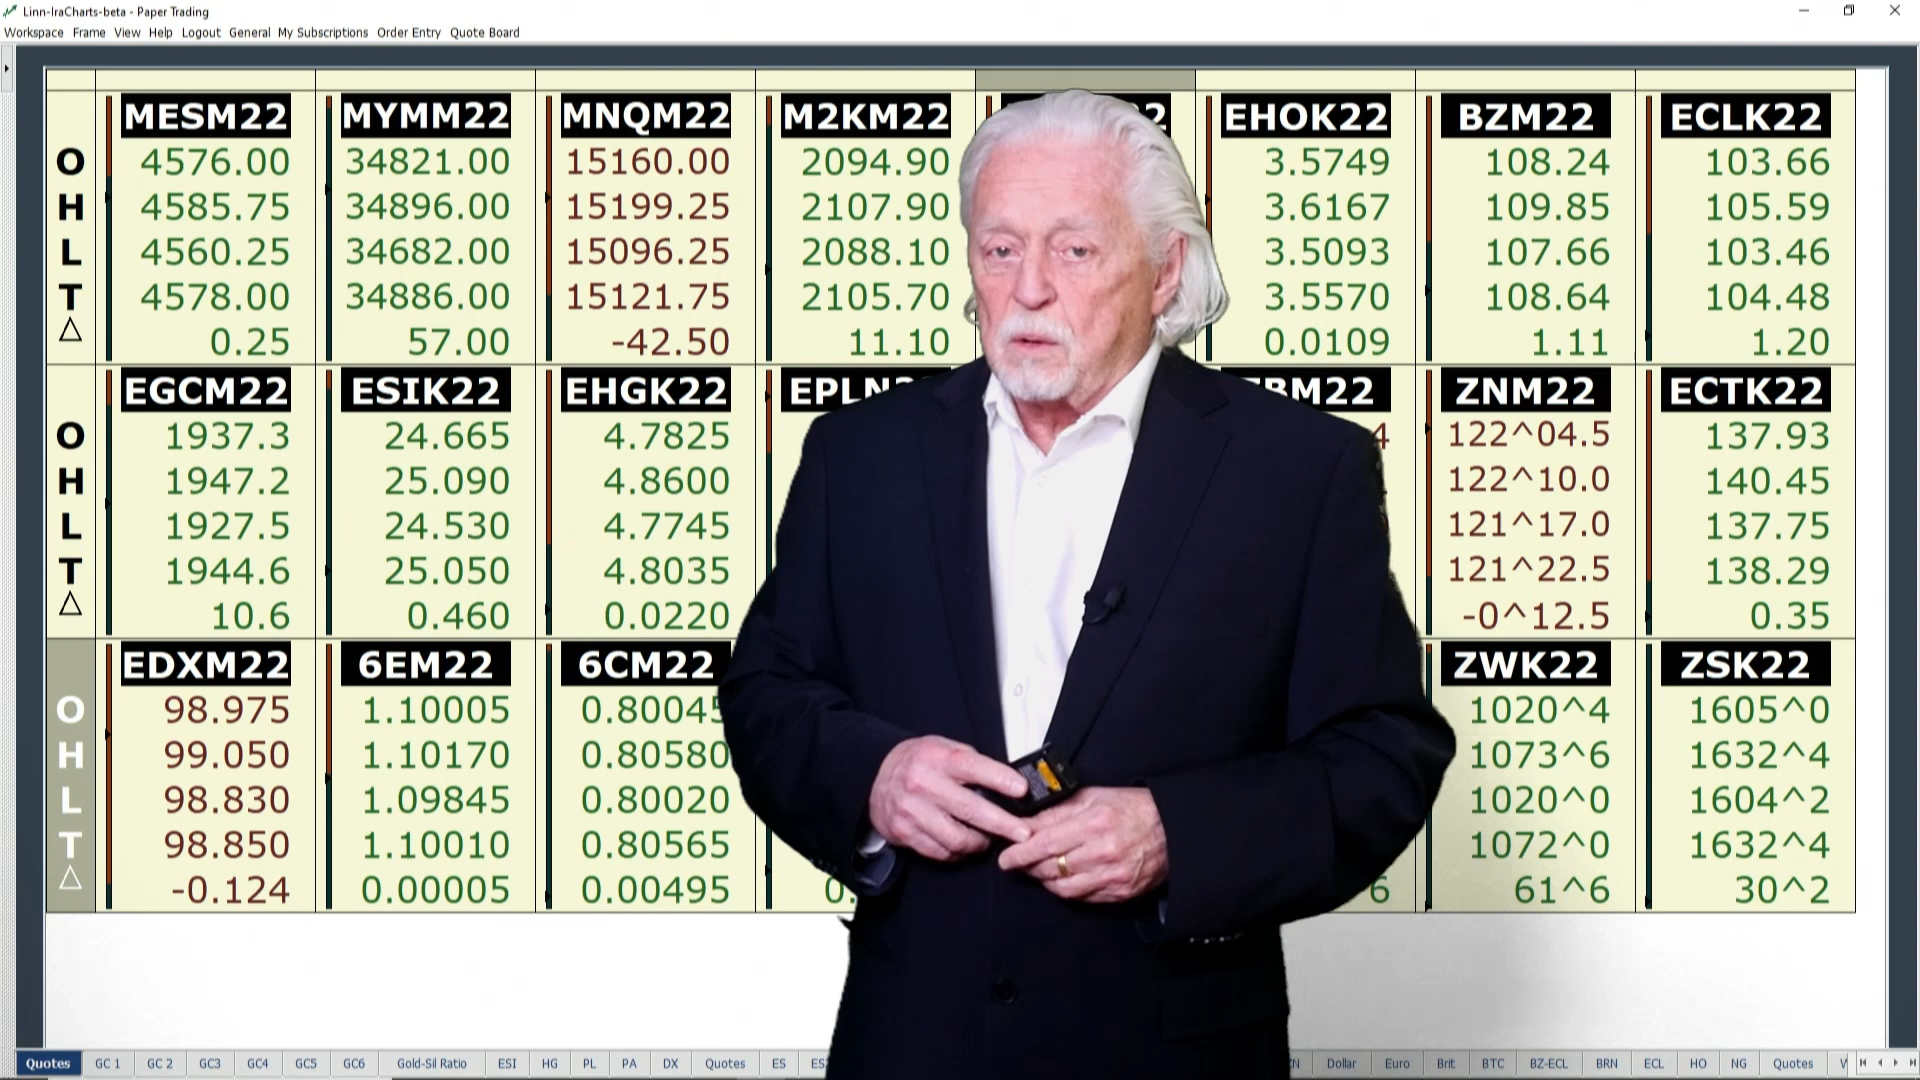 Linn-IraCharts-beta - Paper Trading
Workspace Frame View Help Logout General My Subscriptions Order Entry Quote Board
MESM22 MYMM22 MNQM22 M2KM22 EHOK22 BZM22 ECLK22
O 4576.00 34821.00 15160.00 2094.90 3.5749 108.24 103.66
H 4585.75 34896.00 15199.25 2107.90 3.6167 109.85 105.59
L 4560.25 34682.00 15096.25 2088.10 3.5093 107.66 103.46
T 4578.00 34886.00 15121.75 2105.70 3.5570 108.64 104.48
△ 0.25 57.00 -42.50 11.10 0.0109 1.11 1.20
EGCM22 ESIK22 EHGK22 ZNM22 ECTK22
O 1937.3 24.665 4.7825 122^04.5 137.93
H 1947.2 25.090 4.8600 122^10.0 140.45
L 1927.5 24.530 4.7745 121^17.0 137.75
T 1944.6 25.050 4.8035 121^22.5 138.29
△ 10.6 0.460 0.0220 -0^12.5 0.35
EDXM22 6EM22 6CM22 ZWK22 ZSK22
O 98.975 1.10005 0.80045 1020^4 1605^0
H 99.050 1.10170 0.80580 1073^6 1632^4
L 98.830 1.09845 0.80020 1020^0 1604^2
T 98.850 1.10010 0.80565 1072^0 1632^4
△ -0.124 0.00005 0.00495 61^6 30^2
Quotes GC 1 GC 2 GC3 GC4 GC5 GC6 Gold-Sil Ratio ESI HG PL PA DX Quotes ES Dollar Euro Brit BTC BZ-ECL BRN ECL HO NG Quotes